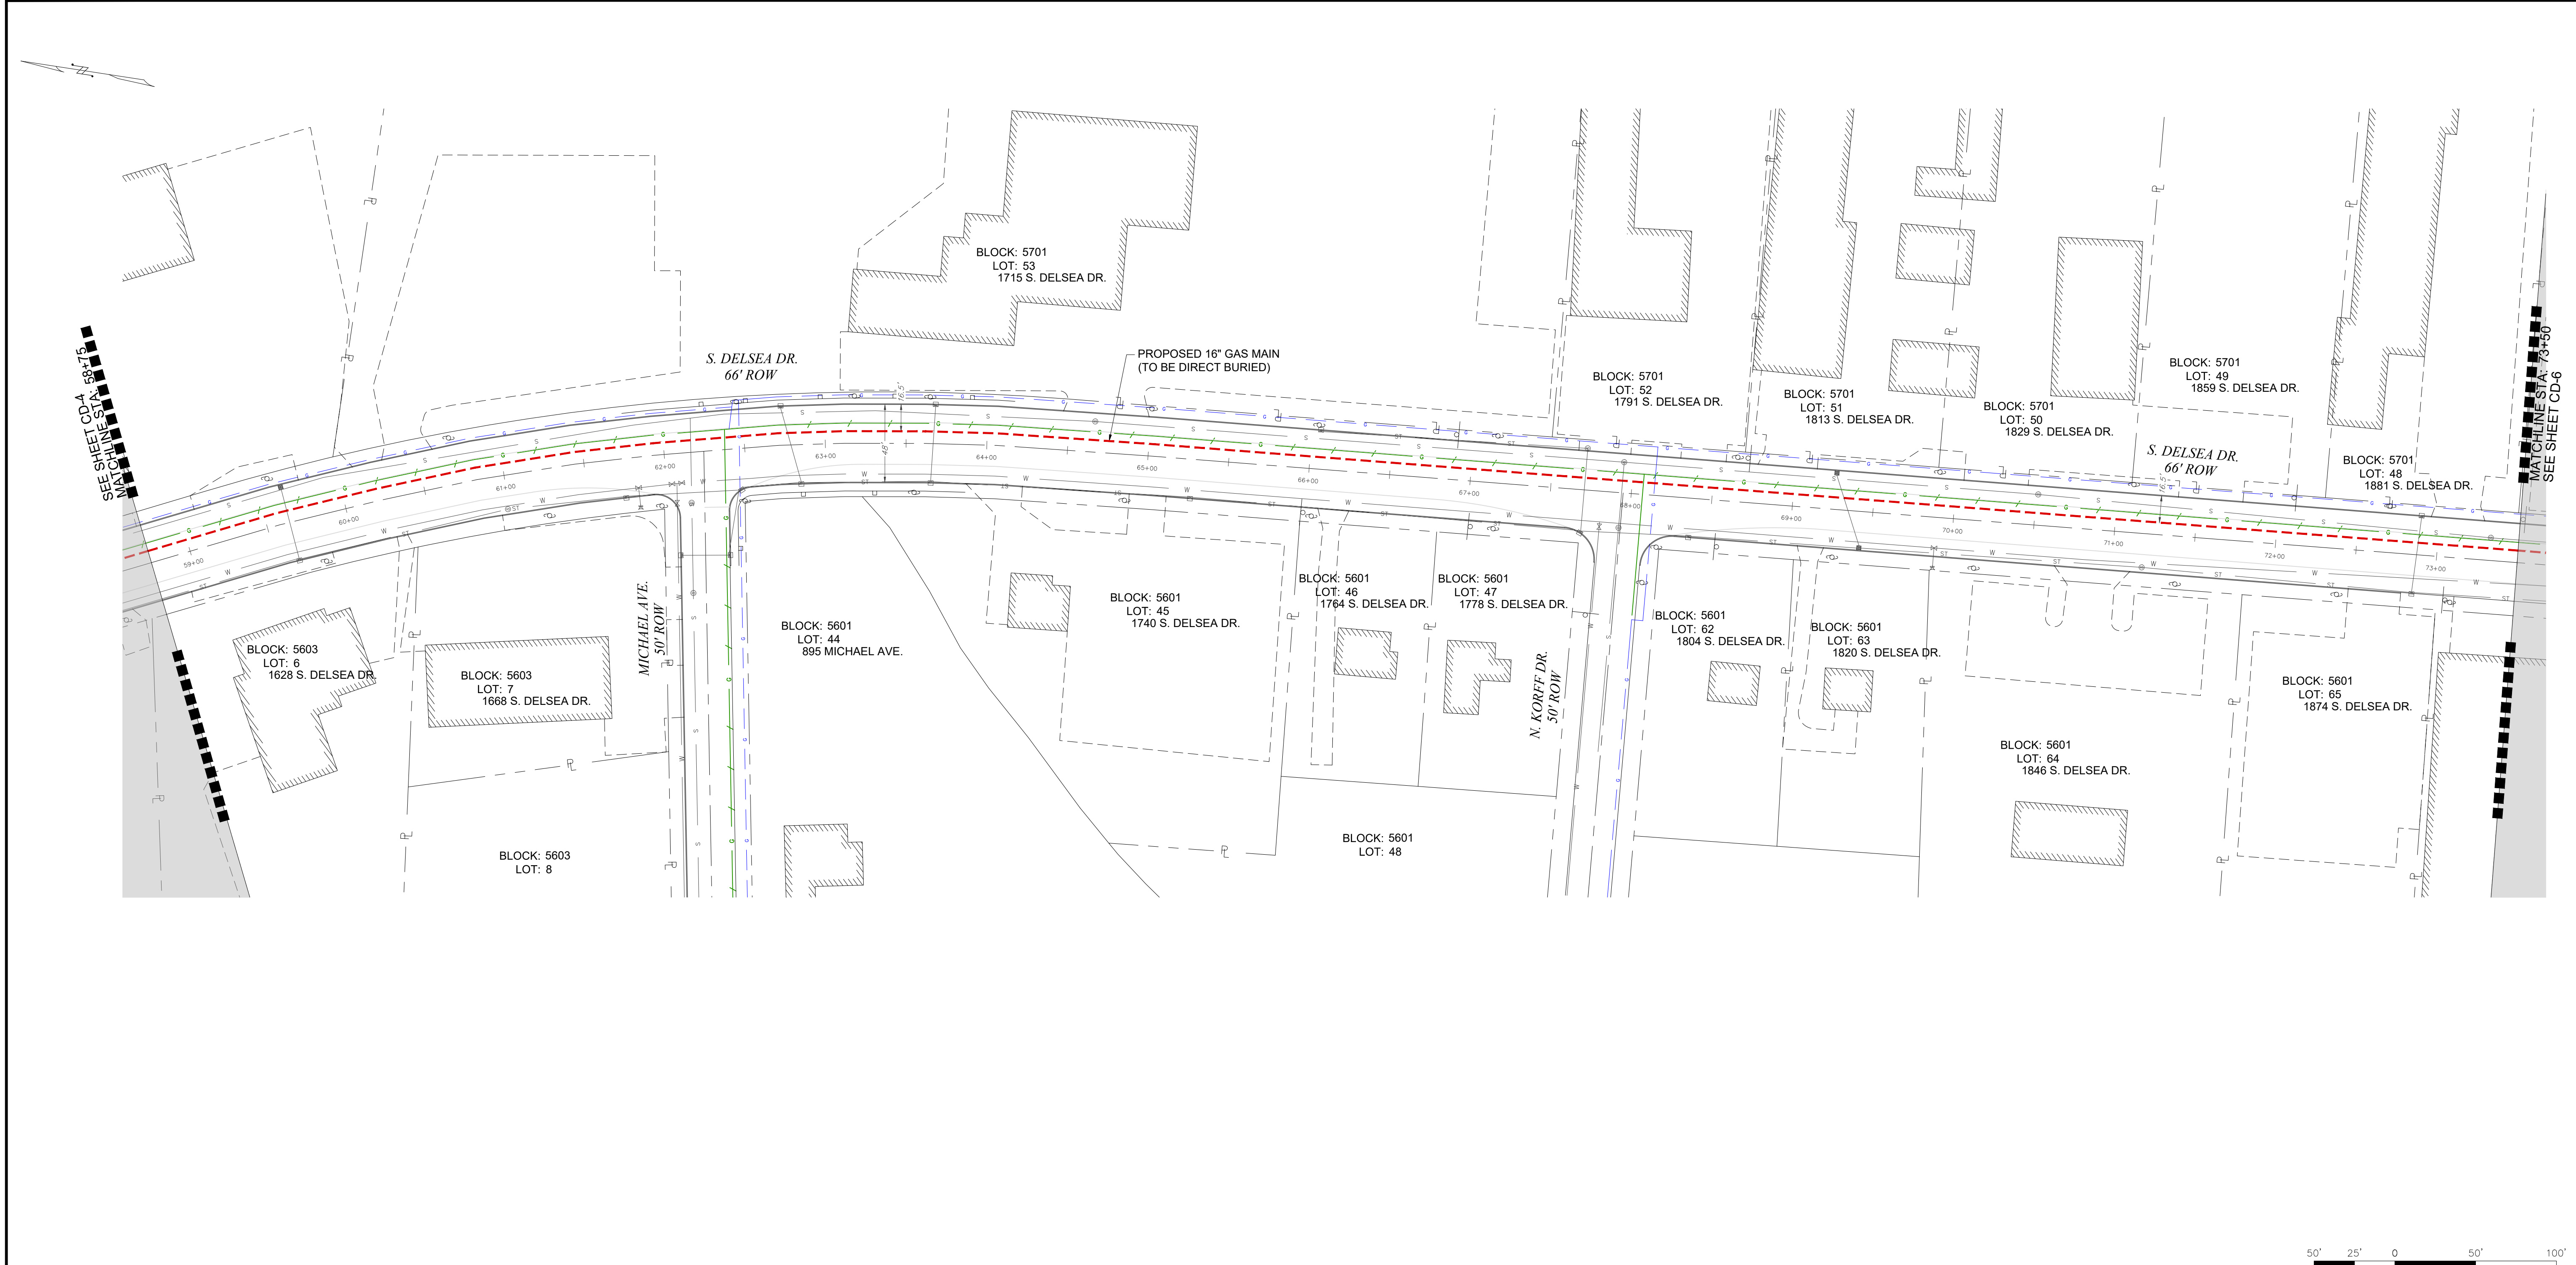 SEE SHEET CD-4
MATCHLINE STA: 58+75
S. DELSEA DR.
66' ROW
BLOCK: 5701
LOT: 53
1715 S. DELSEA DR.
PROPOSED 16" GAS MAIN
(TO BE DIRECT BURIED)
16.5'
48'
BLOCK: 5701
LOT: 52
1791 S. DELSEA DR.
BLOCK: 5701
LOT: 51
1813 S. DELSEA DR.
BLOCK: 5701
LOT: 50
1829 S. DELSEA DR.
BLOCK: 5701
LOT: 49
1859 S. DELSEA DR.
S. DELSEA DR.
66' ROW
16.5'
BLOCK: 5701
LOT: 48
1881 S. DELSEA DR.
MATCHLINE STA: 73+50
SEE SHEET CD-6
59+00
60+00
61+00
62+00
63+00
64+00
65+00
66+00
67+00
68+00
69+00
70+00
71+00
72+00
73+00
BLOCK: 5603
LOT: 6
1628 S. DELSEA DR.
BLOCK: 5603
LOT: 7
1668 S. DELSEA DR.
BLOCK: 5603
LOT: 8
MICHAEL AVE.
50' ROW
BLOCK: 5601
LOT: 44
895 MICHAEL AVE.
BLOCK: 5601
LOT: 45
1740 S. DELSEA DR.
BLOCK: 5601
LOT: 46
1764 S. DELSEA DR.
BLOCK: 5601
LOT: 47
1778 S. DELSEA DR.
BLOCK: 5601
LOT: 48
N. KORFF DR.
50' ROW
BLOCK: 5601
LOT: 62
1804 S. DELSEA DR.
BLOCK: 5601
LOT: 63
1820 S. DELSEA DR.
BLOCK: 5601
LOT: 64
1846 S. DELSEA DR.
BLOCK: 5601
LOT: 65
1874 S. DELSEA DR.
50' 25' 0 50' 100'